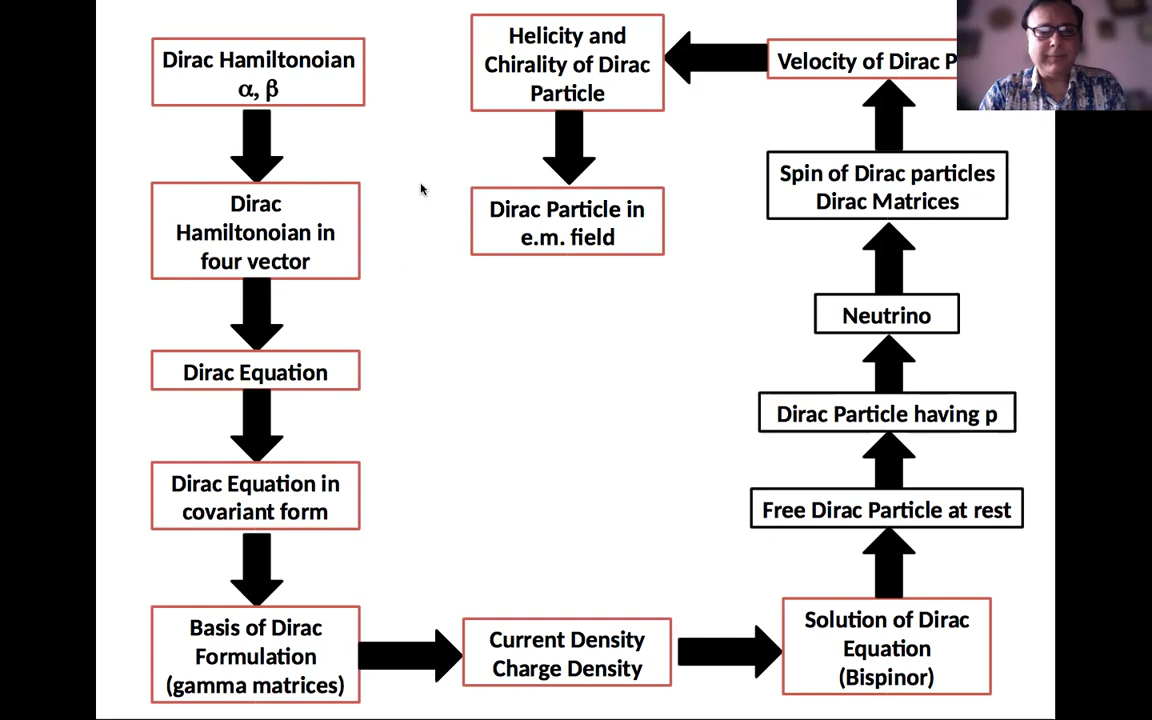 Dirac Hamiltonoian
α, β
Dirac
Hamiltonoian in
four vector
Dirac Equation
Dirac Equation in
covariant form
Basis of Dirac
Formulation
(gamma matrices)
Current Density
Charge Density
Solution of Dirac
Equation
(Bispinor)
Free Dirac Particle at rest
Dirac Particle having p
Neutrino
Spin of Dirac particles
Dirac Matrices
Velocity of Dirac P
Helicity and
Chirality of Dirac
Particle
Dirac Particle in
e.m. field